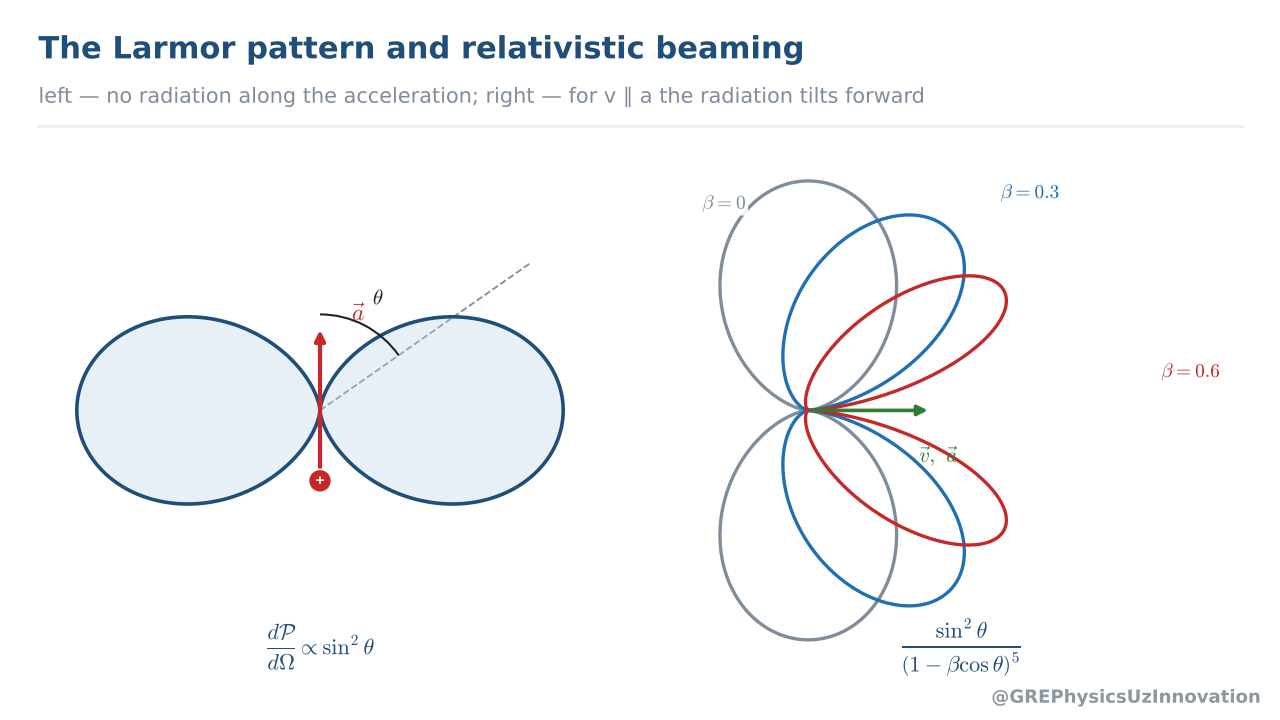 The Larmor pattern and relativistic beaming
left — no radiation along the acceleration; right — for v ∥ a the radiation tilts forward
β = 0
β = 0.3
θ
a⃗
+
β = 0.6
v⃗, a⃗
d𝒫/dΩ ∝ sin² θ
sin² θ / (1 − βcos θ)⁵
@GREPhysicsUzInnovation